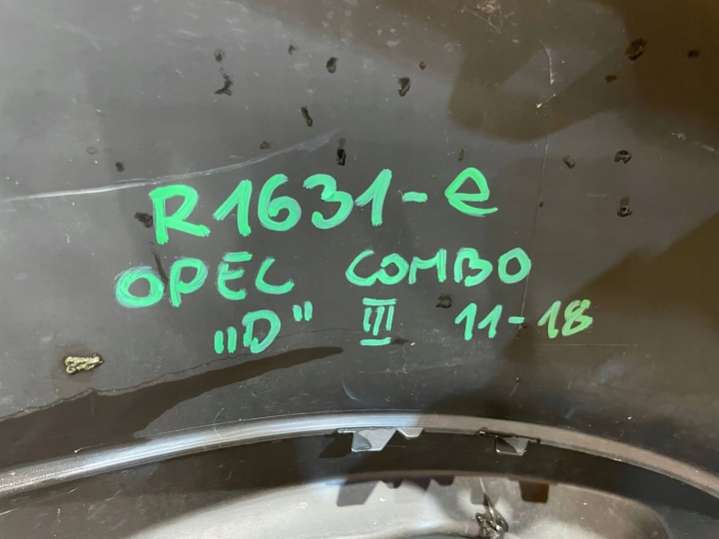 R1631-e
OPEL COMBO
„D" III 11-18